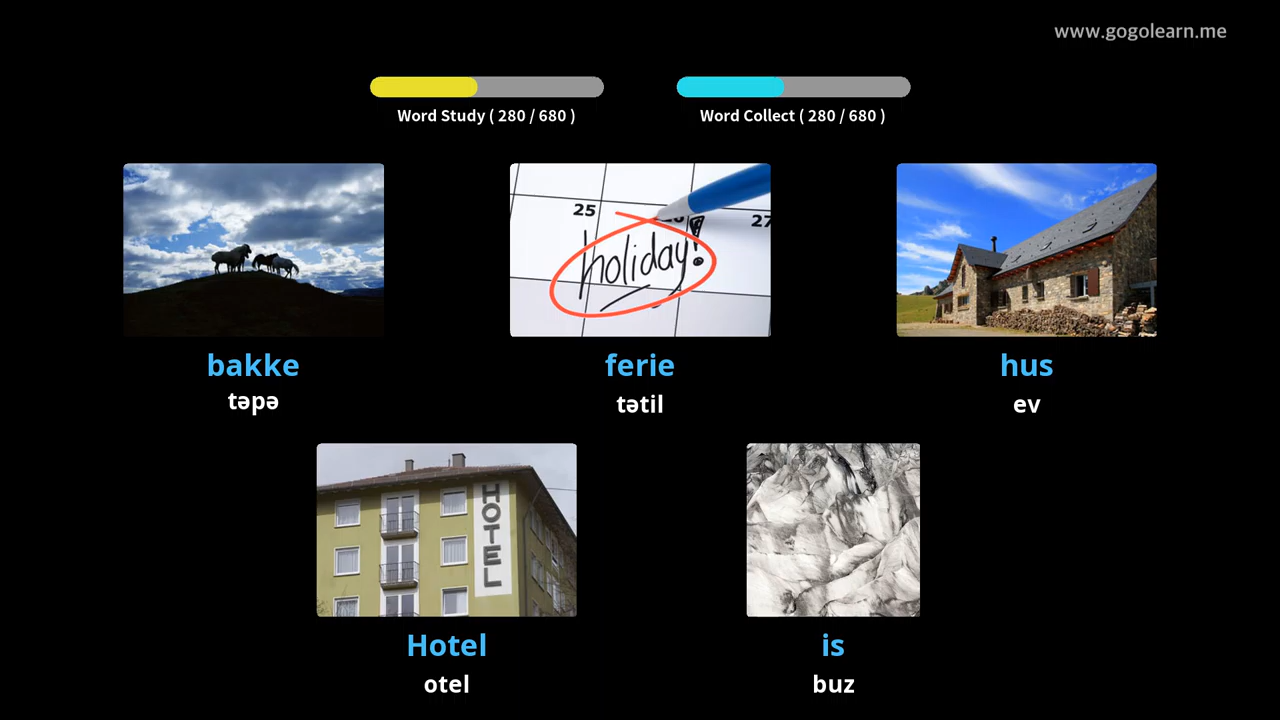 www.gogolearn.me
Word Study ( 280 / 680 )
Word Collect ( 280 / 680 )
25
27
holiday!
bakke
təpə
ferie
tətil
hus
ev
HOTEL
Hotel
otel
is
buz